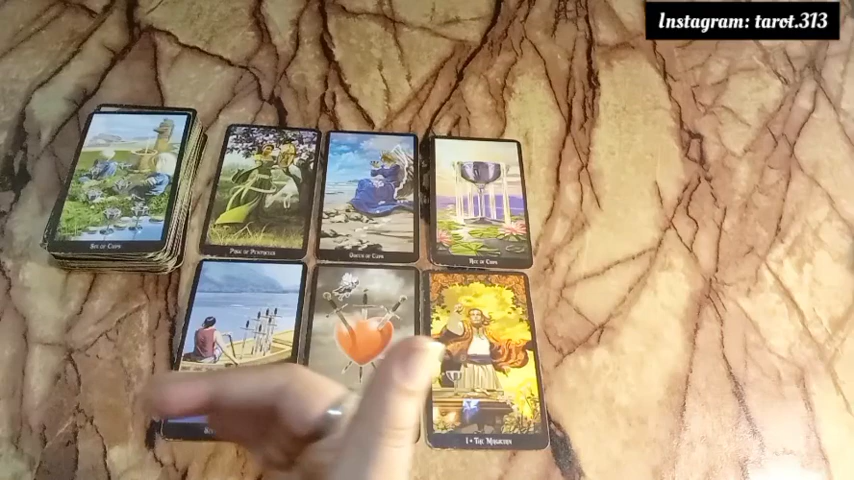 Instagram: tarot.313
Six of Cups
Page of Pentacles
Queen of Cups
Ace of Cups
I • The Magician